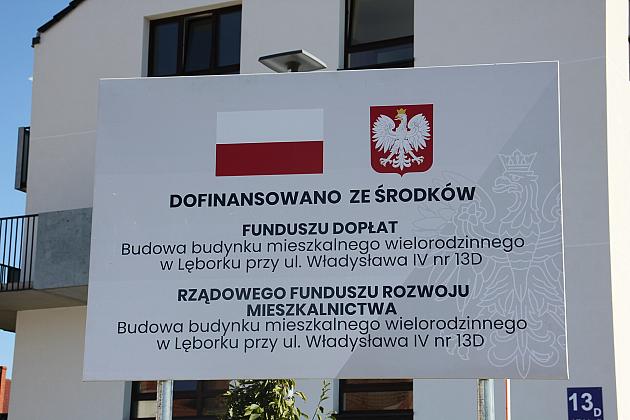 DOFINANSOWANO ZE ŚRODKÓW
FUNDUSZU DOPŁAT
Budowa budynku mieszkalnego wielorodzinnego
w Lęborku przy ul. Władysława IV nr 13D
RZĄDOWEGO FUNDUSZU ROZWOJU
MIESZKALNICTWA
Budowa budynku mieszkalnego wielorodzinnego
w Lęborku przy ul. Władysława IV nr 13D
13D